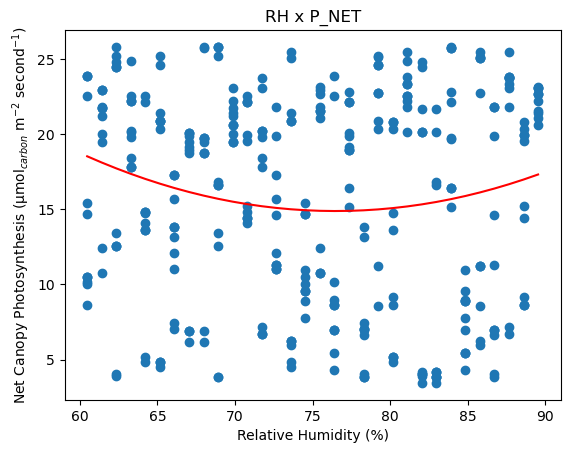 RH x P_NET
Net Canopy Photosynthesis (μmol$_{carbon}$ m$^{-2}$ second$^{-1}$)
25
20
15
10
5
60 65 70 75 80 85 90
Relative Humidity (%)